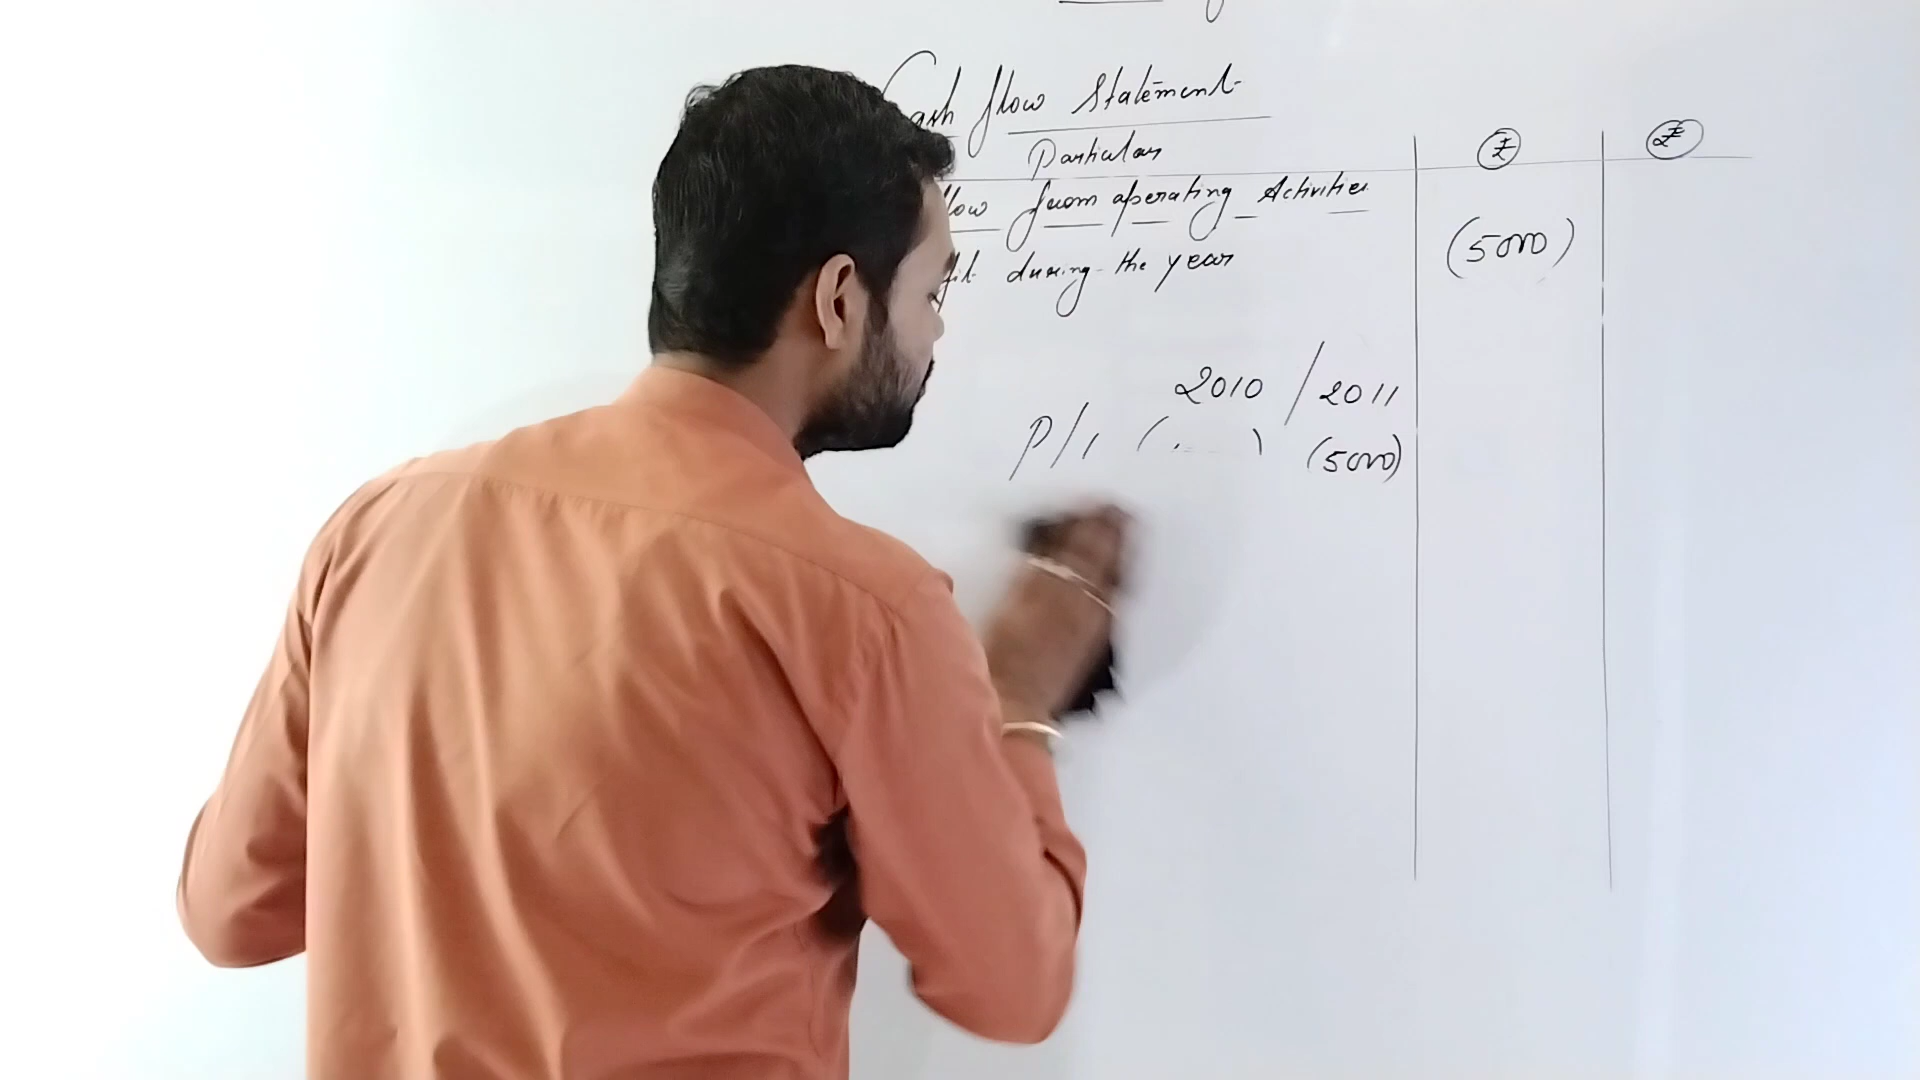 Cash flow Statement
Particulars ₹ ₹
flow from operating Activities
during the year (5000)
2010 / 2011
P/L ( ) (5000)